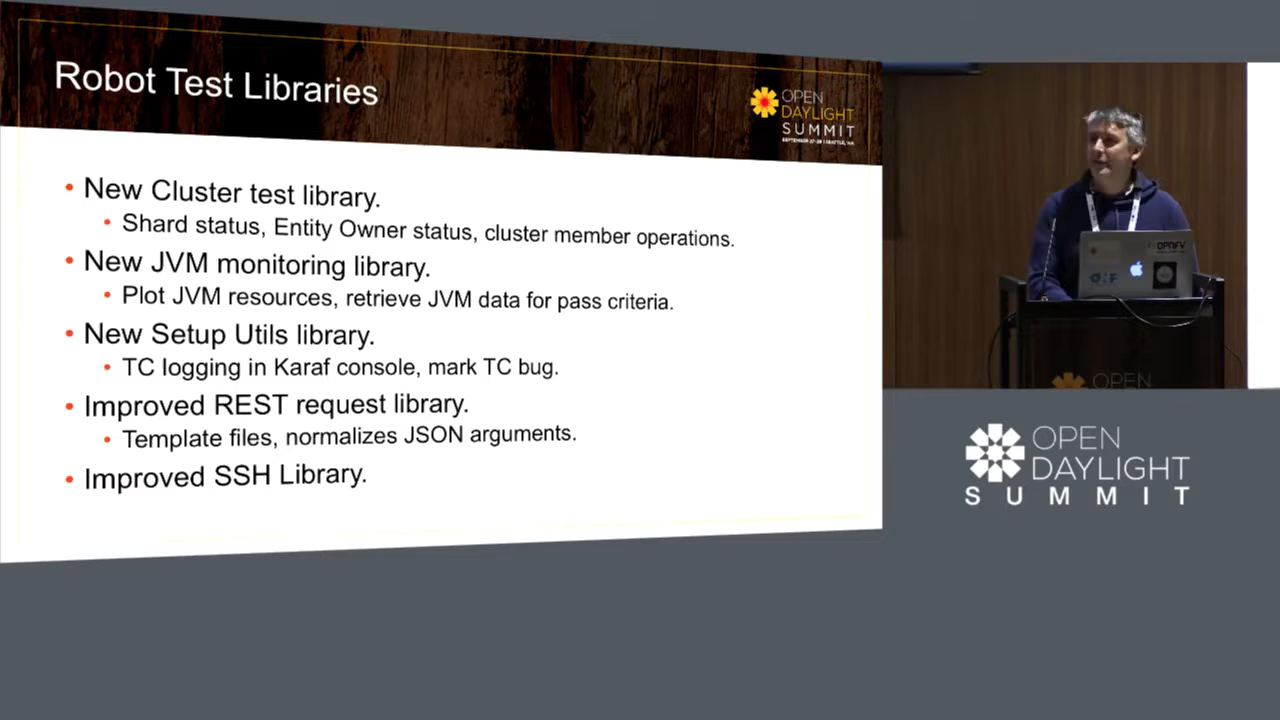 Robot Test Libraries
OPEN
DAYLIGHT
SUMMIT
• New Cluster test library.
• Shard status, Entity Owner status, cluster member operations.
• New JVM monitoring library.
• Plot JVM resources, retrieve JVM data for pass criteria.
• New Setup Utils library.
• TC logging in Karaf console, mark TC bug.
• Improved REST request library.
• Template files, normalizes JSON arguments.
• Improved SSH Library.
OPNFV
OPEN
OPEN
DAYLIGHT
SUMMIT